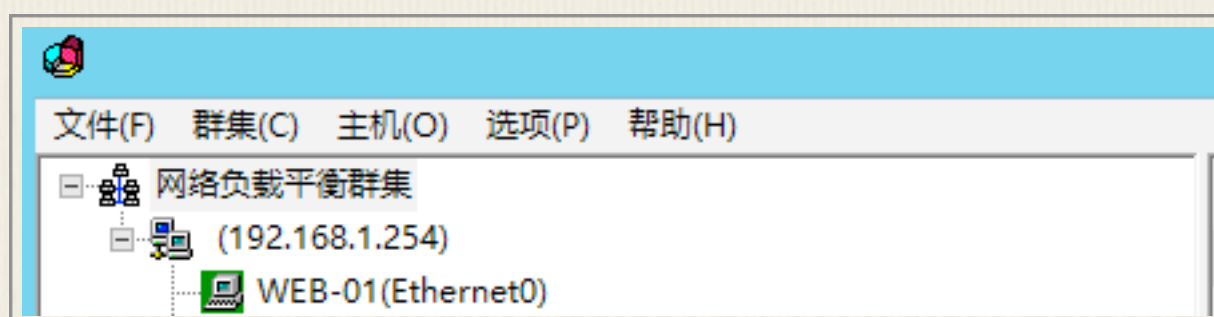 文件(F) 群集(C) 主机(O) 选项(P) 帮助(H)
网络负载平衡群集
(192.168.1.254)
WEB-01(Ethernet0)